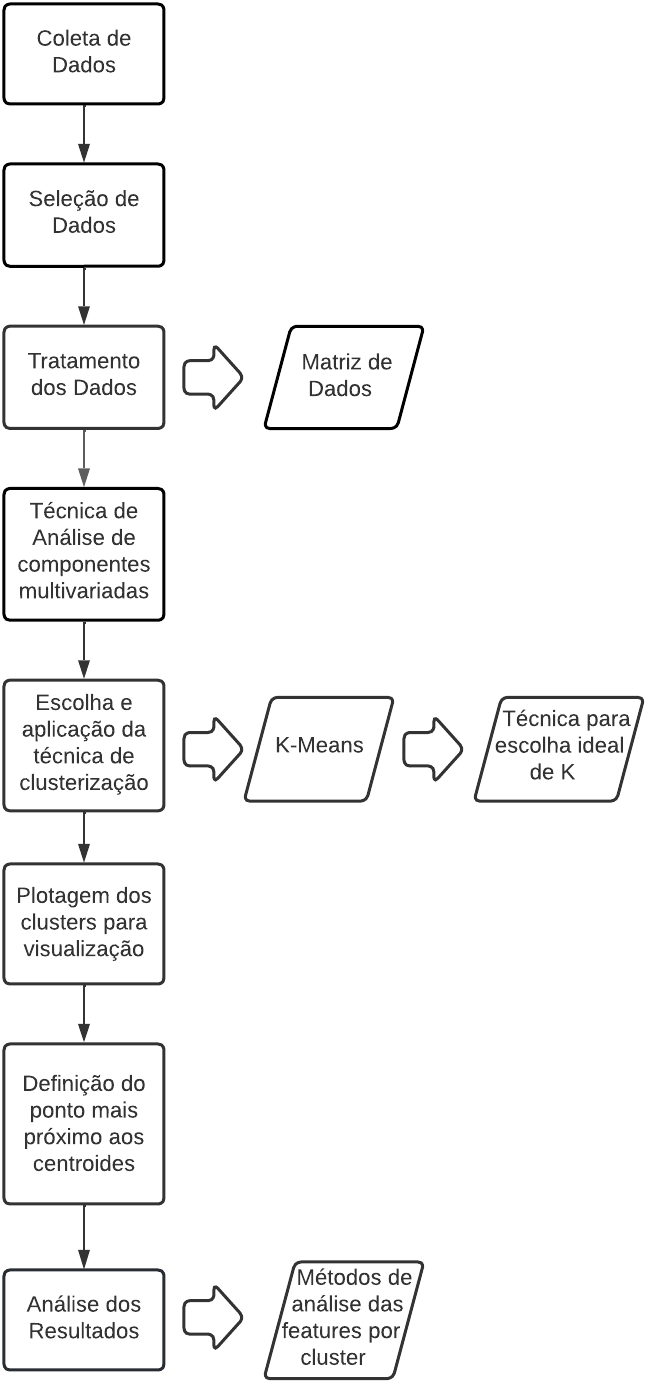 Coleta de
Dados
Seleção de
Dados
Tratamento
dos Dados
Matriz de
Dados
Técnica de
Análise de
componentes
multivariadas
Escolha e
aplicação da
técnica de
clusterização
K-Means
Técnica para
escolha ideal
de K
Plotagem dos
clusters para
visualização
Definição do
ponto mais
próximo aos
centroides
Análise dos
Resultados
Métodos de
análise das
features por
cluster